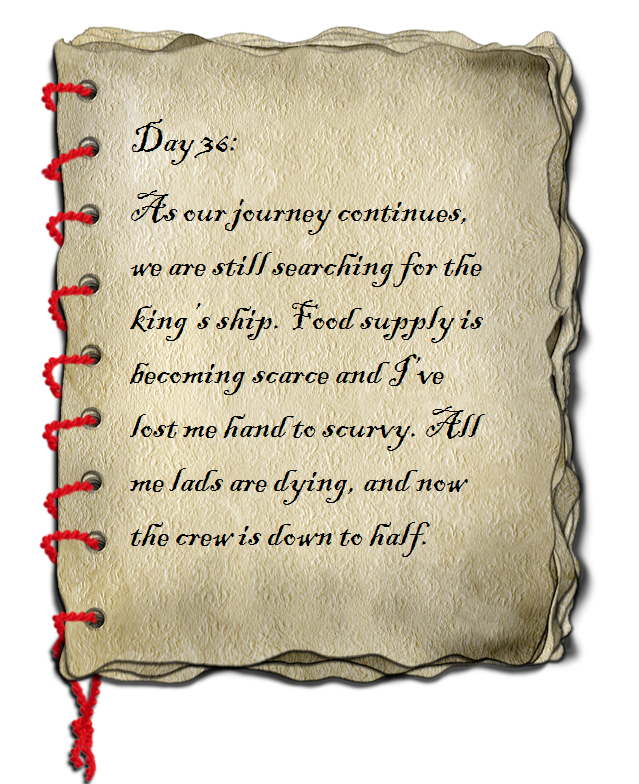 Day 36:
As our journey continues,
we are still searching for the
king's ship. Food supply is
becoming scarce and I've
lost me hand to scurvy. All
me lads are dying, and now
the crew is down to half.